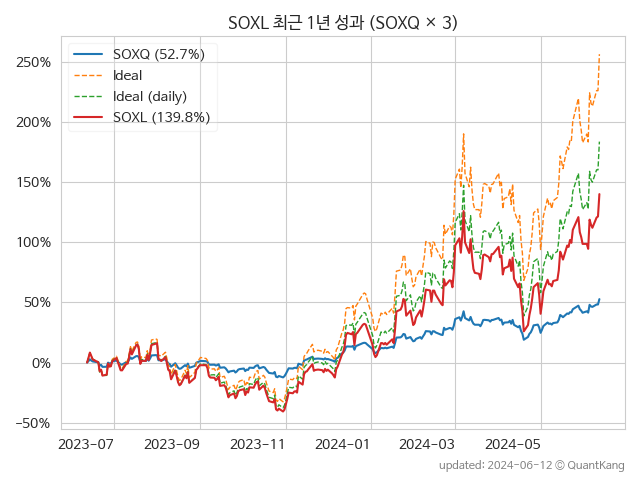 SOXL 최근 1년 성과 (SOXQ × 3)
SOXQ (52.7%)
Ideal
Ideal (daily)
SOXL (139.8%)
250%
200%
150%
100%
50%
0%
−50%
2023-07 2023-09 2023-11 2024-01 2024-03 2024-05
updated: 2024-06-12 © QuantKang